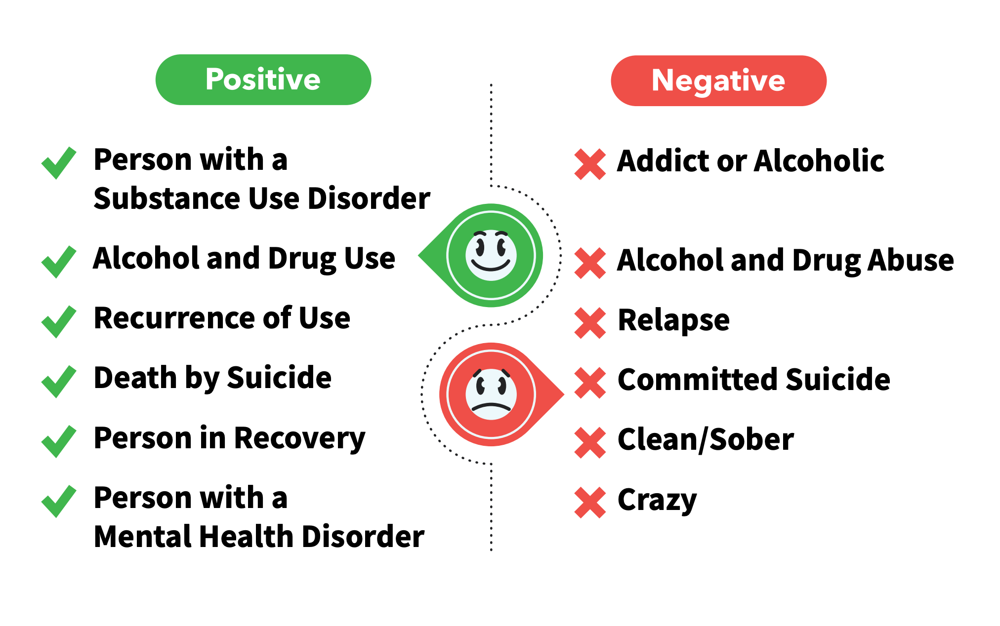 Positive
Person with a
Substance Use Disorder
Alcohol and Drug Use
Recurrence of Use
Death by Suicide
Person in Recovery
Person with a
Mental Health Disorder
Negative
Addict or Alcoholic
Alcohol and Drug Abuse
Relapse
Committed Suicide
Clean/Sober
Crazy